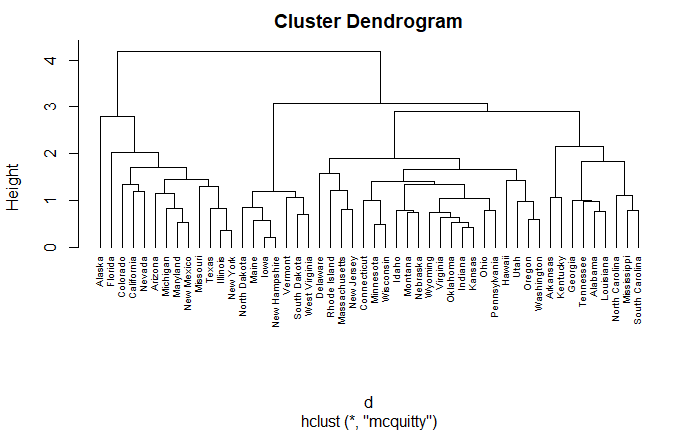 Cluster Dendrogram
Height
4
3
2
1
0
Alaska
Florida
Colorado
California
Nevada
Arizona
Michigan
Maryland
New Mexico
Missouri
Texas
Illinois
New York
North Dakota
Maine
Iowa
New Hampshire
Vermont
South Dakota
West Virginia
Delaware
Rhode Island
Massachusetts
New Jersey
Connecticut
Minnesota
Wisconsin
Idaho
Montana
Nebraska
Wyoming
Virginia
Oklahoma
Indiana
Kansas
Ohio
Pennsylvania
Hawaii
Utah
Oregon
Washington
Arkansas
Kentucky
Georgia
Tennessee
Alabama
Louisiana
North Carolina
Mississippi
South Carolina
d
hclust (*, "mcquitty")